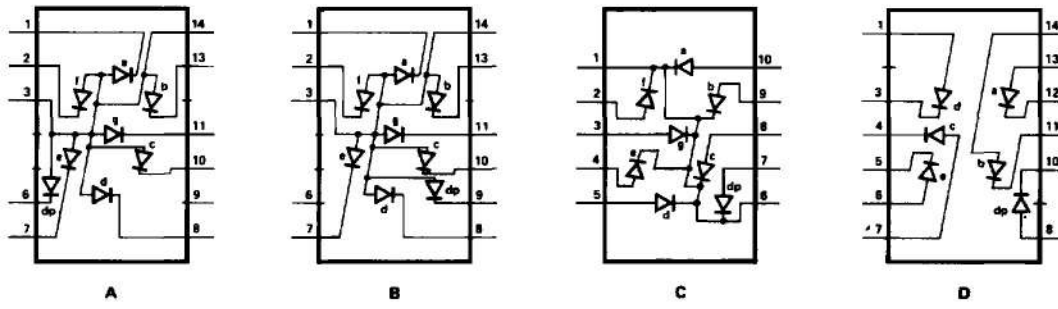 1 14
2 a 13
f b
3
g 11
e c
10
d
6 dp 9
7 8
A
1 14
2 a 13
f b
3
g 11
e c
10
dp
6 d 9
7 8
B
1 a 10
f b
2 9
3 g 8
e c
4 7
dp
5 d 6
C
1 14
13
a
3 d 12
4 c 11
5 b 10
e
6 dp
7 8
D